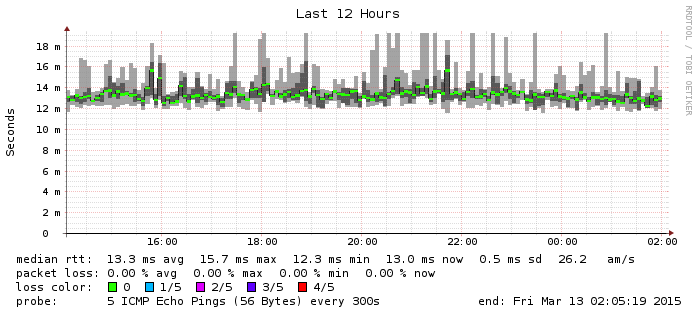 Last 12 Hours
RRDTOOL / TOBI OETIKER
Seconds
18 m
16 m
14 m
12 m
10 m
8 m
6 m
4 m
2 m
0
16:00 18:00 20:00 22:00 00:00 02:00
median rtt: 13.3 ms avg 15.7 ms max 12.3 ms min 13.0 ms now 0.5 ms sd 26.2 am/s
packet loss: 0.00 % avg 0.00 % max 0.00 % min 0.00 % now
loss color: 0 1/5 2/5 3/5 4/5
probe: 5 ICMP Echo Pings (56 Bytes) every 300s end: Fri Mar 13 02:05:19 2015